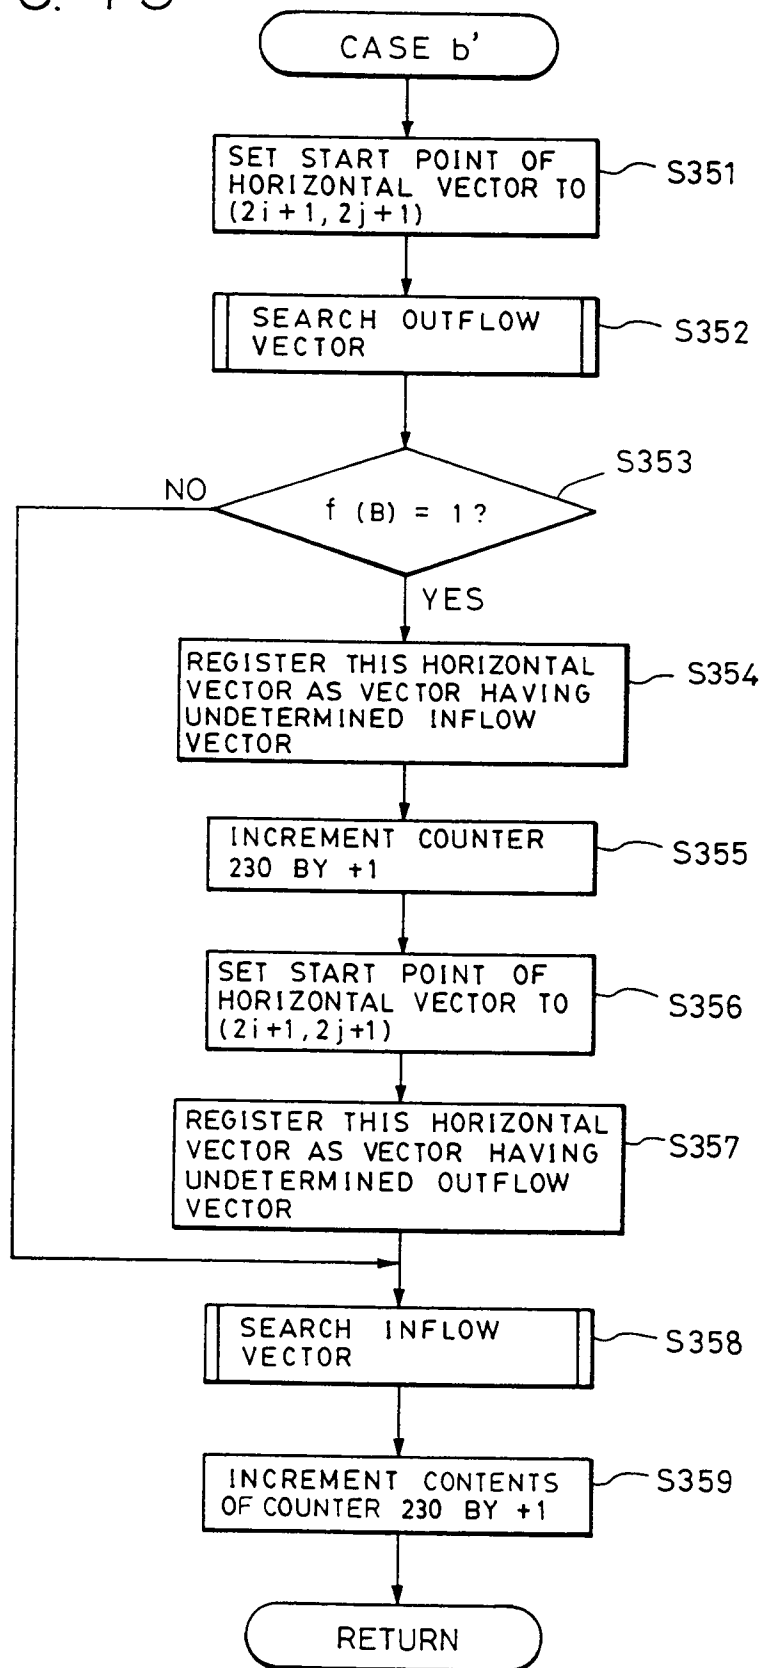 CASE b'
SET START POINT OF
HORIZONTAL VECTOR TO
(2i+1, 2j+1)
S351
SEARCH OUTFLOW
VECTOR
S352
S353
NO
f (B) = 1?
YES
REGISTER THIS HORIZONTAL
VECTOR AS VECTOR HAVING
UNDETERMINED INFLOW
VECTOR
S354
INCREMENT COUNTER
230 BY +1
S355
SET START POINT OF
HORIZONTAL VECTOR TO
(2i+1, 2j+1)
S356
REGISTER THIS HORIZONTAL
VECTOR AS VECTOR HAVING
UNDETERMINED OUTFLOW
VECTOR
S357
SEARCH INFLOW
VECTOR
S358
INCREMENT CONTENTS
OF COUNTER 230 BY +1
S359
RETURN